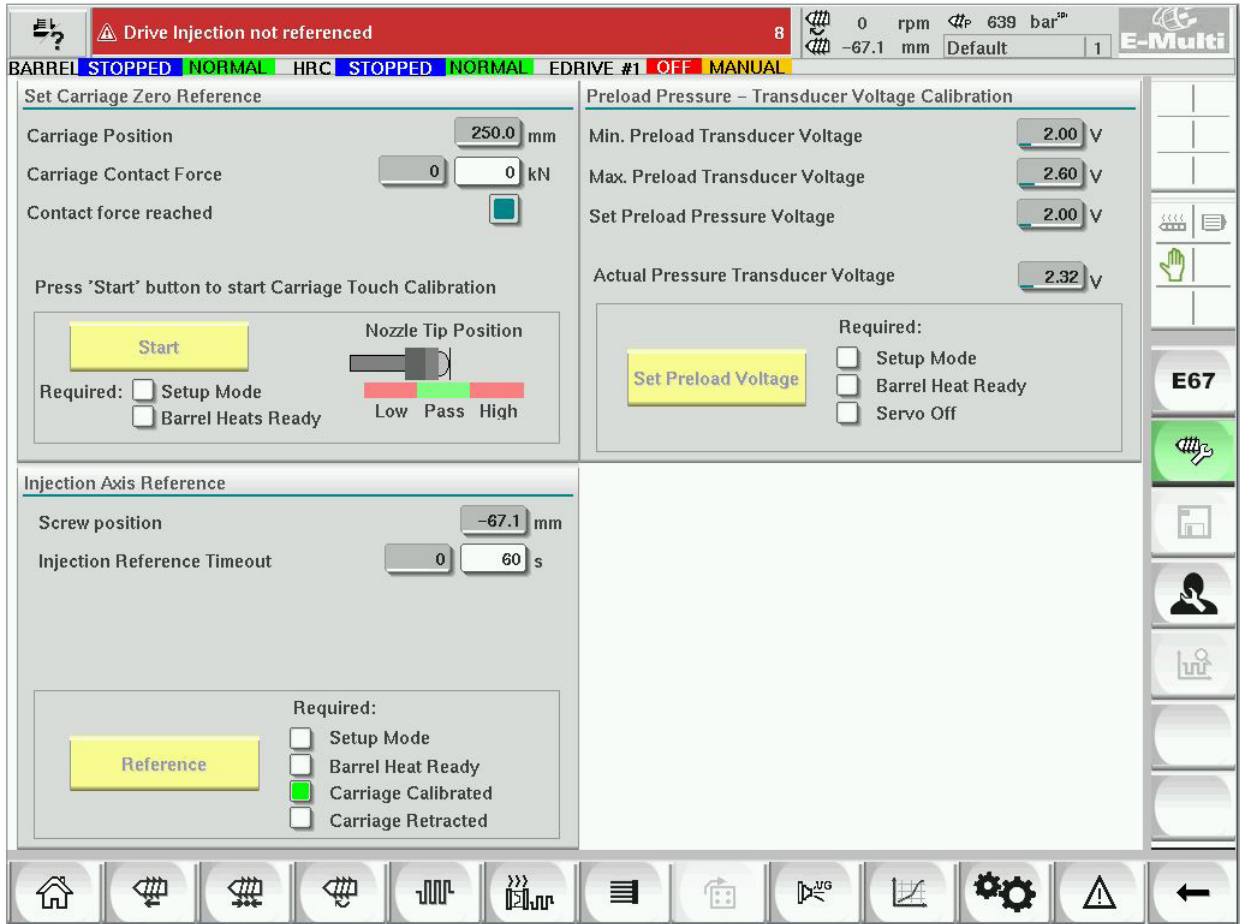 Drive Injection not referenced 8
0 rpm P 639 bar
-67.1 mm Default 1
E-Multi
BARREL STOPPED NORMAL HRC STOPPED NORMAL EDRIVE #1 OFF MANUAL
Set Carriage Zero Reference
Carriage Position 250.0 mm
Carriage Contact Force 0 0 kN
Contact force reached
Press 'Start' button to start Carriage Touch Calibration
Start
Required: Setup Mode
Barrel Heats Ready
Nozzle Tip Position
Low Pass High
Preload Pressure – Transducer Voltage Calibration
Min. Preload Transducer Voltage 2.00 V
Max. Preload Transducer Voltage 2.60 V
Set Preload Pressure Voltage 2.00 V
Actual Pressure Transducer Voltage 2.32 V
Set Preload Voltage
Required:
Setup Mode
Barrel Heat Ready
Servo Off
Injection Axis Reference
Screw position -67.1 mm
Injection Reference Timeout 0 60 s
Reference
Required:
Setup Mode
Barrel Heat Ready
Carriage Calibrated
Carriage Retracted
E67
VG